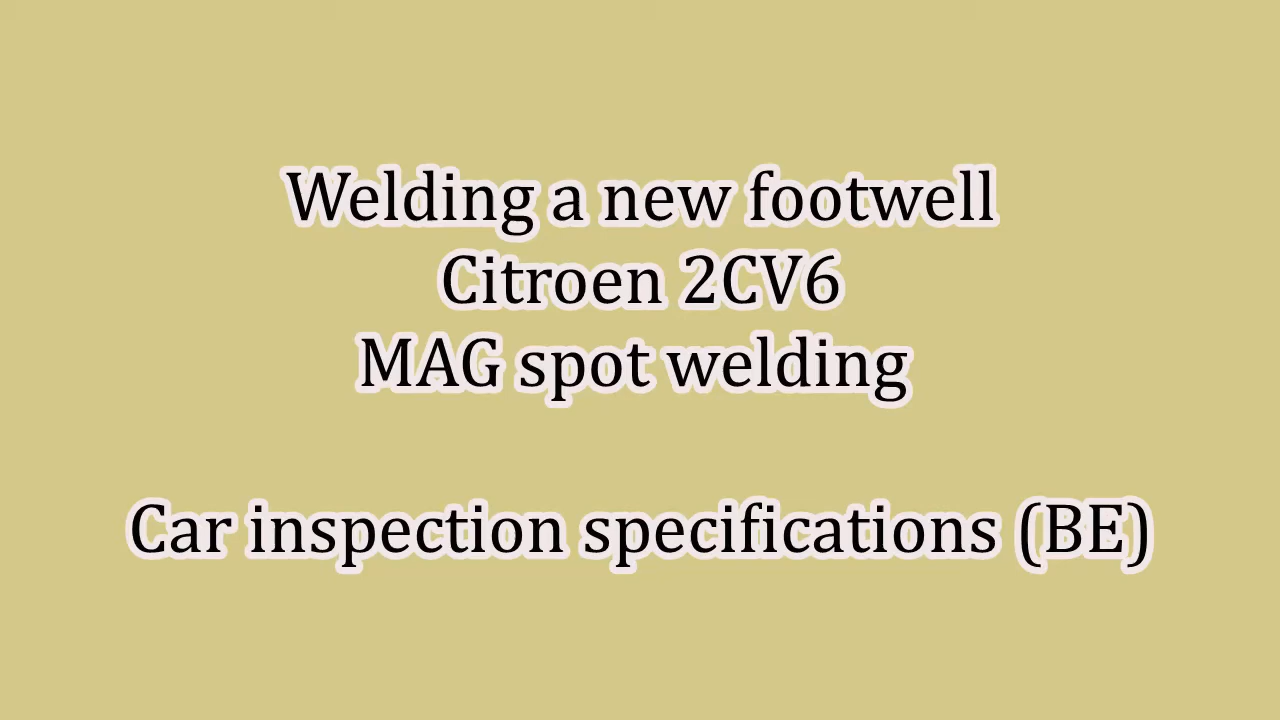 Welding a new footwell
Citroen 2CV6
MAG spot welding
Car inspection specifications (BE)